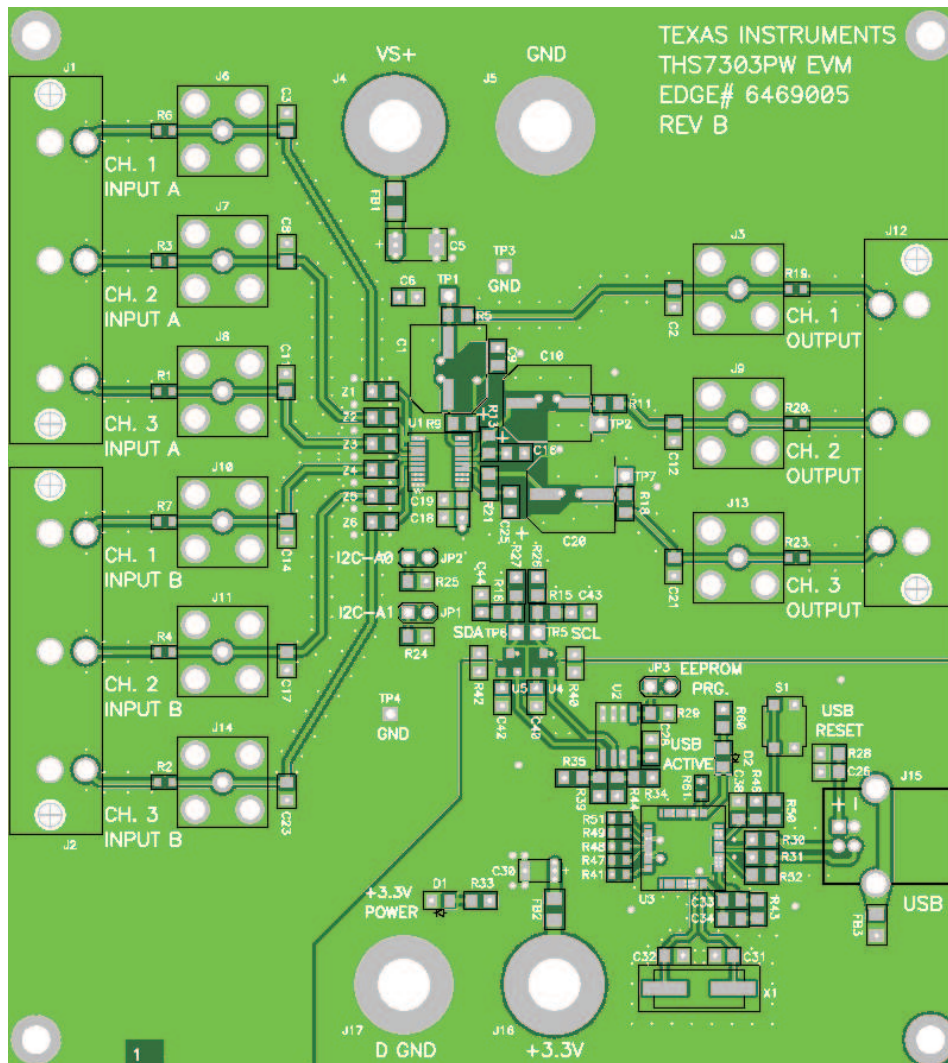 TEXAS INSTRUMENTS
THS7303PW EVM
EDGE# 6469005
REV B
VS+
GND
J4
J5
J1
J6
C3
R6
CH. 1
INPUT A
J7
C8
R3
CH. 2
INPUT A
J8
C11
R1
CH. 3
INPUT A
J10
R7
C14
CH. 1
INPUT B
J11
R4
C17
CH. 2
INPUT B
J14
R2
C23
CH. 3
INPUT B
J2
FB1
+
C5
TP3
GND
C6
TP1
R5
C1
C9
C10
Z1
Z2
Z3
Z4
Z5
Z6
U1
R9
+
R13
+
C16
R11
TP2
TP7
R18
C19
C18
R21
C25
+
C20
J3
R19
C2
CH. 1
OUTPUT
J12
J9
R20
C12
CH. 2
OUTPUT
J13
R23
C21
CH. 3
OUTPUT
I2C-A0
JP2
R25
I2C-A1
JP1
R24
C44
R27
R26
R16
R15
C43
SDA
TP6
TP5
SCL
R42
U5
U4
R40
C42
C40
TP4
GND
JP3
EEPROM
PRG.
U2
R29
C28
USB
ACTIVE
R60
D2
S1
USB
RESET
R28
C26
J15
+ -
R35
R39
R44
R34
R61
C38
R46
R50
R51
R49
R48
R47
R41
R30
R31
R52
U3
C33
C34
R43
USB
FB3
C30
+
FB2
+3.3V
POWER
D1
R33
C32
C31
X1
J17
D GND
J16
+3.3V
1